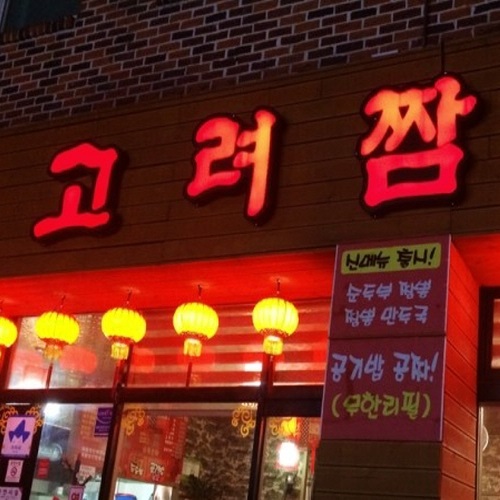 고려짬
신메뉴 출시!
순두부 짬뽕
짬뽕 만두국
공기밥 공짜!
(무한리필)